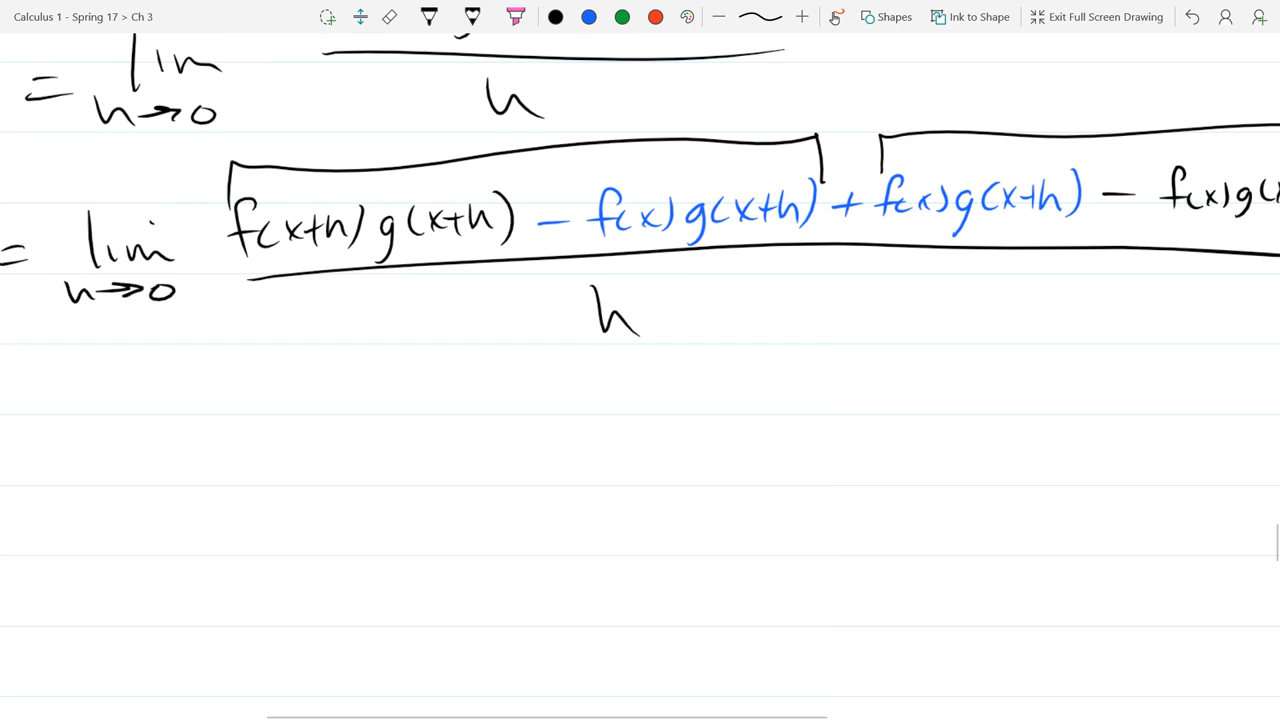 Calculus 1 - Spring 17 > Ch 3 Shapes Ink to Shape Exit Full Screen Drawing
= lim
h→0
h
= lim f(x+h)g(x+h) - f(x)g(x+h) + f(x)g(x+h) - f(x)g(x
h→0
h